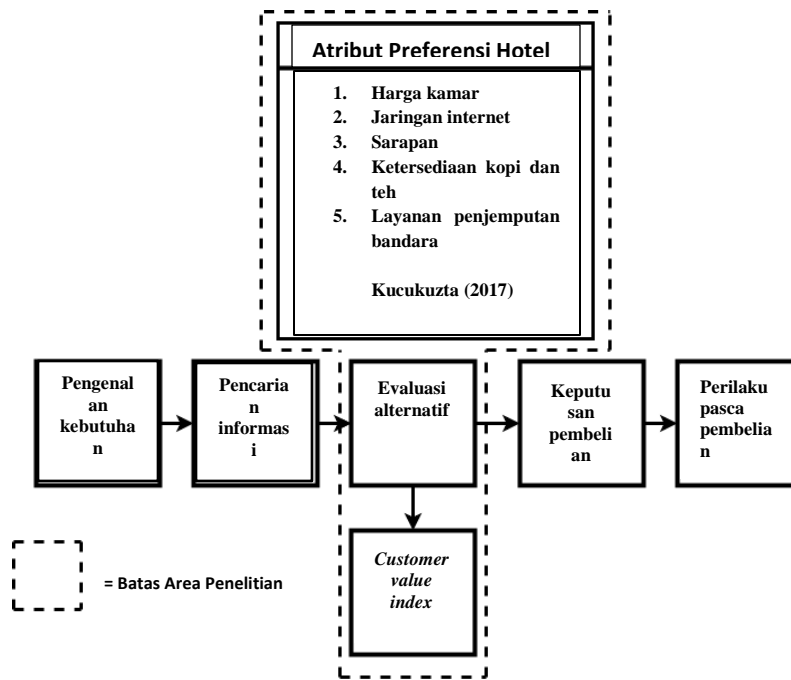 Atribut Preferensi Hotel
1. Harga kamar
2. Jaringan internet
3. Sarapan
4. Ketersediaan kopi dan
teh
5. Layanan penjemputan
bandara
Kucukuzta (2017)
Pengenal
an
kebutuha
n
Pencaria
n
informas
i
Evaluasi
alternatif
Keputu
san
pembeli
an
Perilaku
pasca
pembelia
n
Customer
value
index
= Batas Area Penelitian